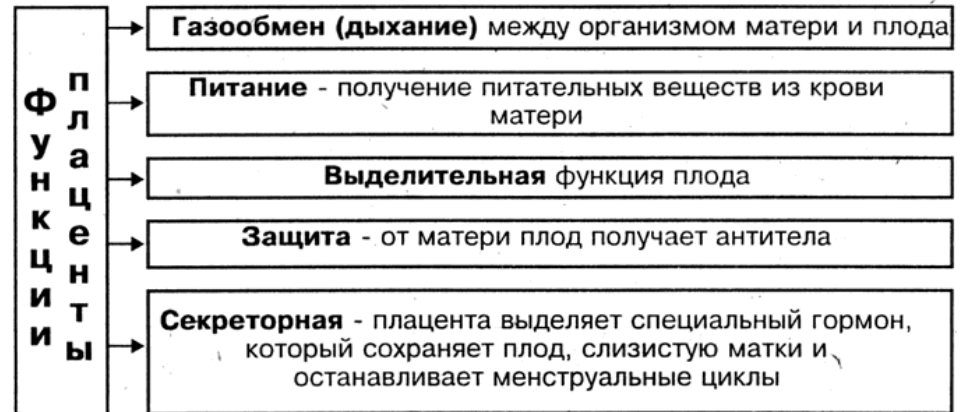 Функции
плаценты
Газообмен (дыхание) между организмом матери и плода
Питание - получение питательных веществ из крови
матери
Выделительная функция плода
Защита - от матери плод получает антитела
Секреторная - плацента выделяет специальный гормон,
который сохраняет плод, слизистую матки и
останавливает менструальные циклы